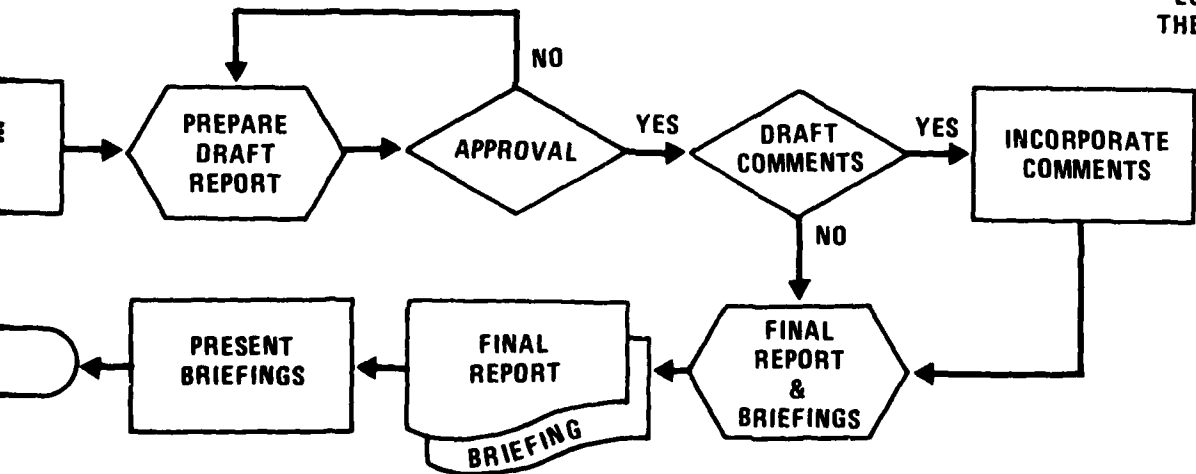 THE
NO
PREPARE
DRAFT
REPORT
APPROVAL
YES
DRAFT
COMMENTS
YES
INCORPORATE
COMMENTS
NO
FINAL
REPORT
&
BRIEFINGS
FINAL
REPORT
BRIEFING
PRESENT
BRIEFINGS